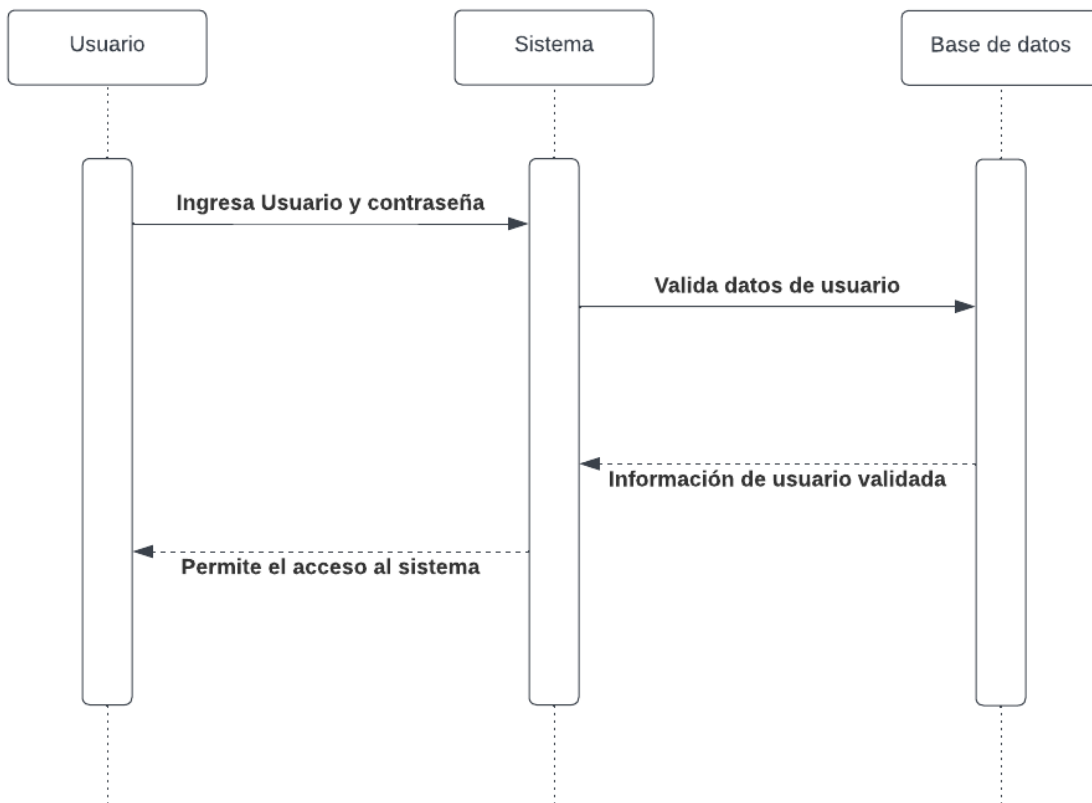 Usuario
Sistema
Base de datos
Ingresa Usuario y contraseña
Valida datos de usuario
Información de usuario validada
Permite el acceso al sistema